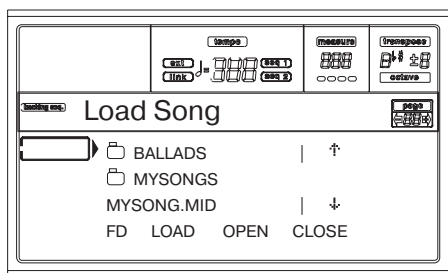 tempo
measure
transpose
ext
seq 1
link
seq 2
octave
backing seq.
Load Song
page
BALLADS
MYSONGS
MYSONG.MID
FD LOAD OPEN CLOSE